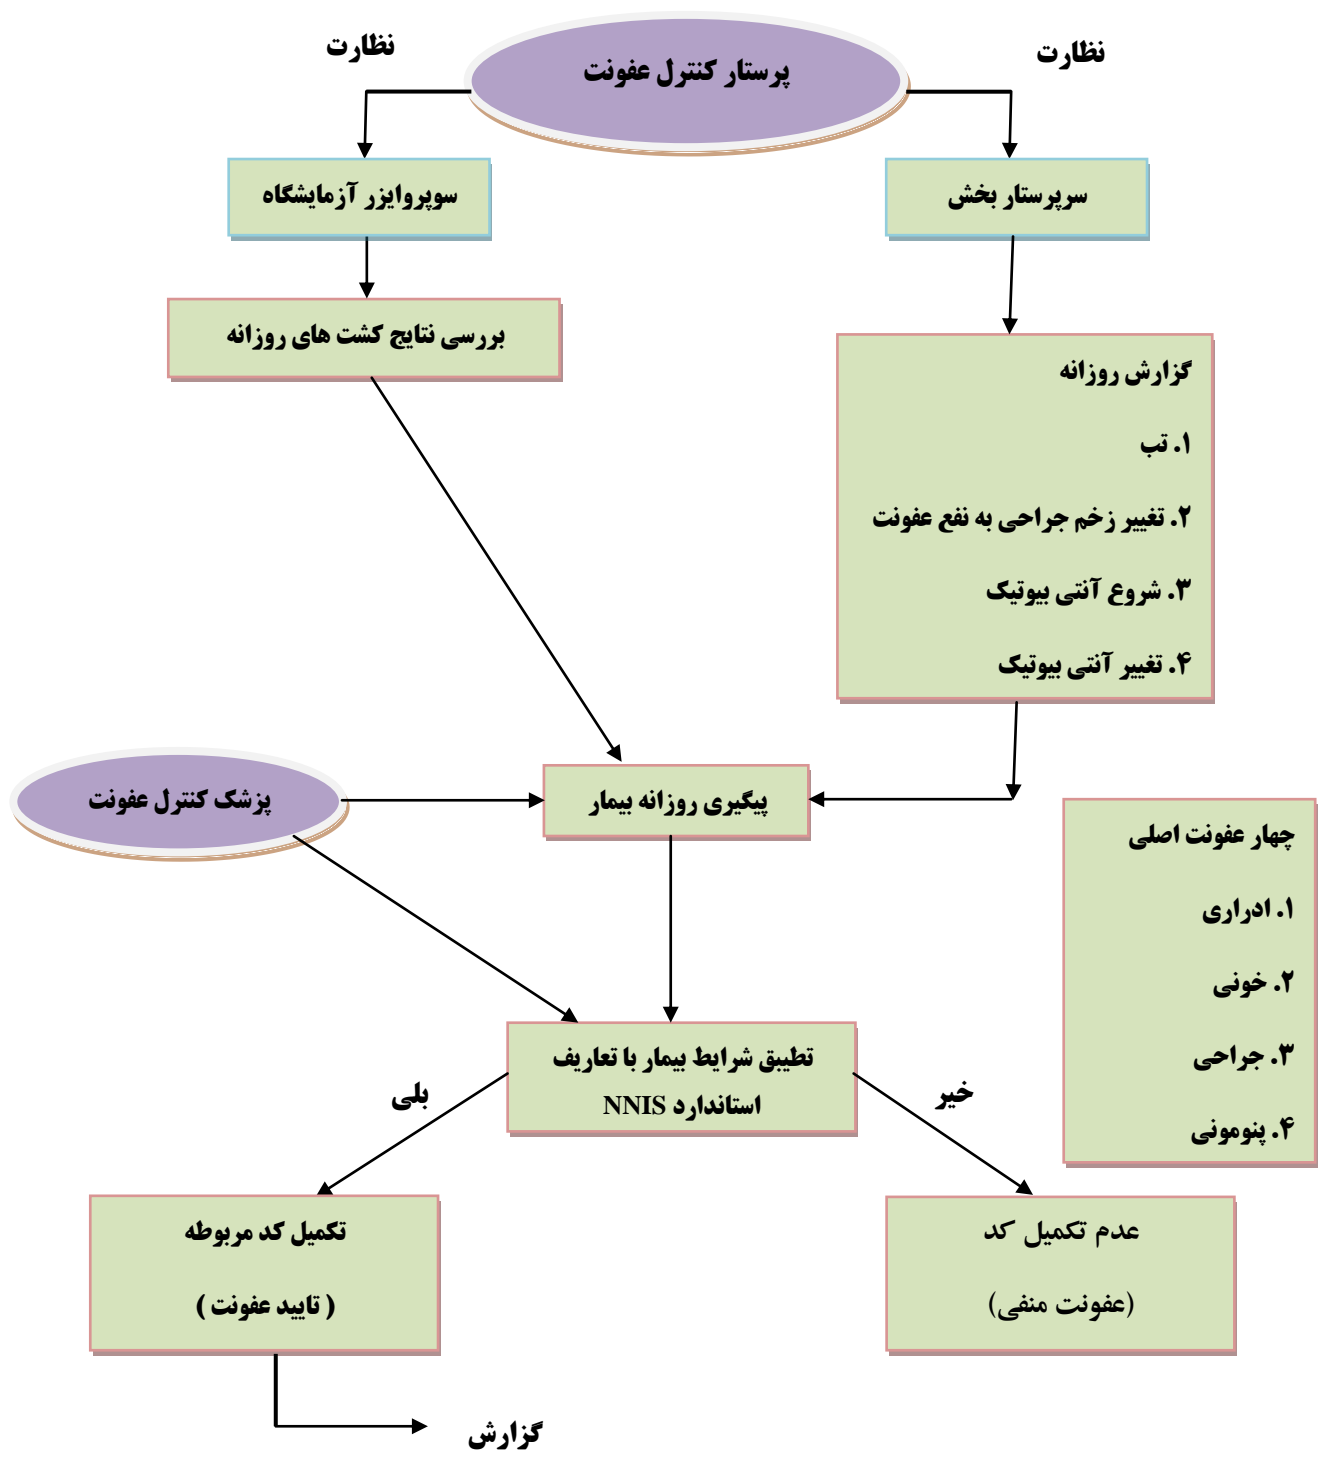 نظارت
پرستار کنترل عفونت
نظارت
سرپرستار بخش
سوپروایزر آزمایشگاه
بررسی نتایج کشت های روزانه
گزارش روزانه
۱. تب
۲. تغییر زخم جراحی به نفع عفونت
۳. شروع آنتی بیوتیک
۴. تغییر آنتی بیوتیک
پزشک کنترل عفونت
پیگیری روزانه بیمار
چهار عفونت اصلی
۱. ادراری
۲. خونی
۳. جراحی
۴. پنومونی
تطیبق شرایط بیمار با تعاریف
استاندارد NNIS
خیر
بلی
عدم تکمیل کد
(عفونت منفی)
تکمیل کد مربوطه
( تایید عفونت )
گزارش